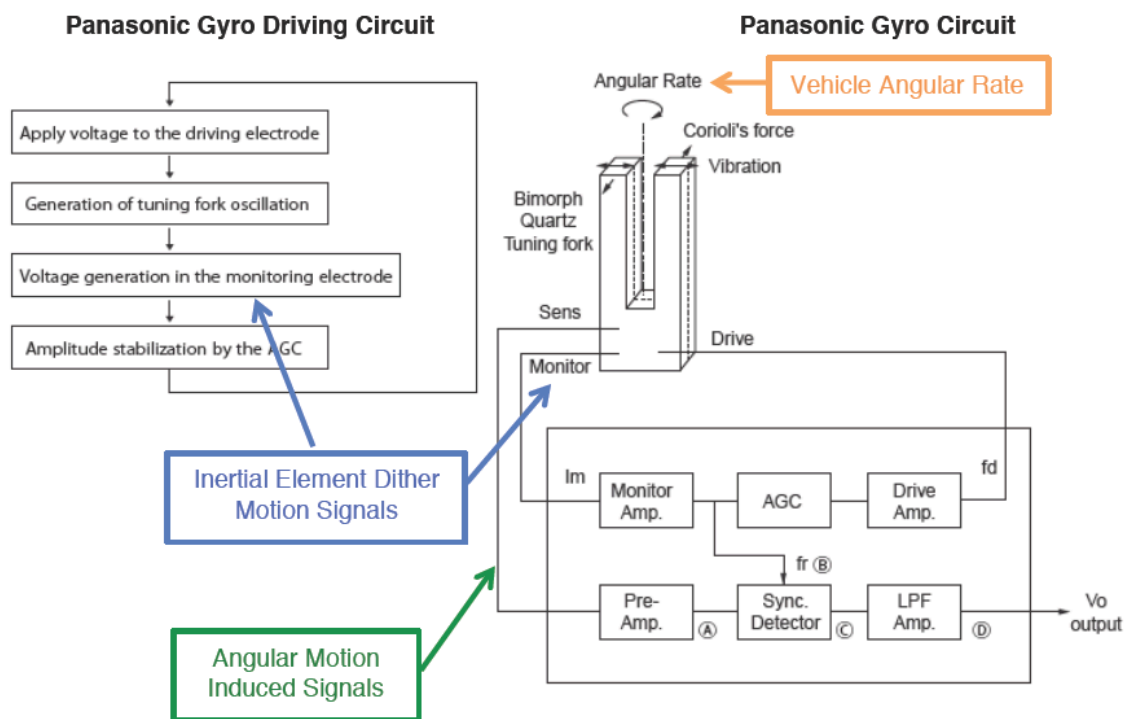 Panasonic Gyro Driving Circuit
Apply voltage to the driving electrode
Generation of tuning fork oscillation
Voltage generation in the monitoring electrode
Amplitude stabilization by the AGC
Inertial Element Dither
Motion Signals
Angular Motion
Induced Signals
Panasonic Gyro Circuit
Angular Rate
Vehicle Angular Rate
Corioli's force
Vibration
Bimorph
Quartz
Tuning fork
Sens
Monitor
Drive
Im
Monitor
Amp.
AGC
Drive
Amp.
fd
fr Ⓑ
Pre-
Amp.
Ⓐ
Sync.
Detector
Ⓒ
LPF
Amp.
Ⓓ
Vo
output